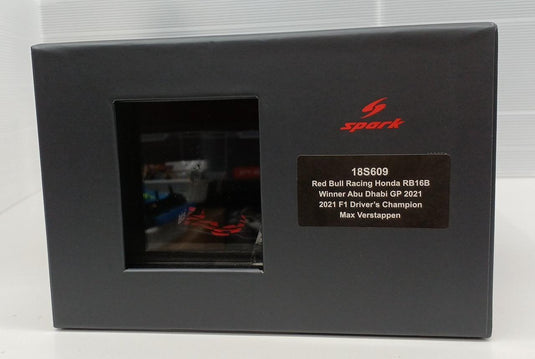 spark
18S609
Red Bull Racing Honda RB16B
Winner Abu Dhabi GP 2021
2021 F1 Driver's Champion
Max Verstappen